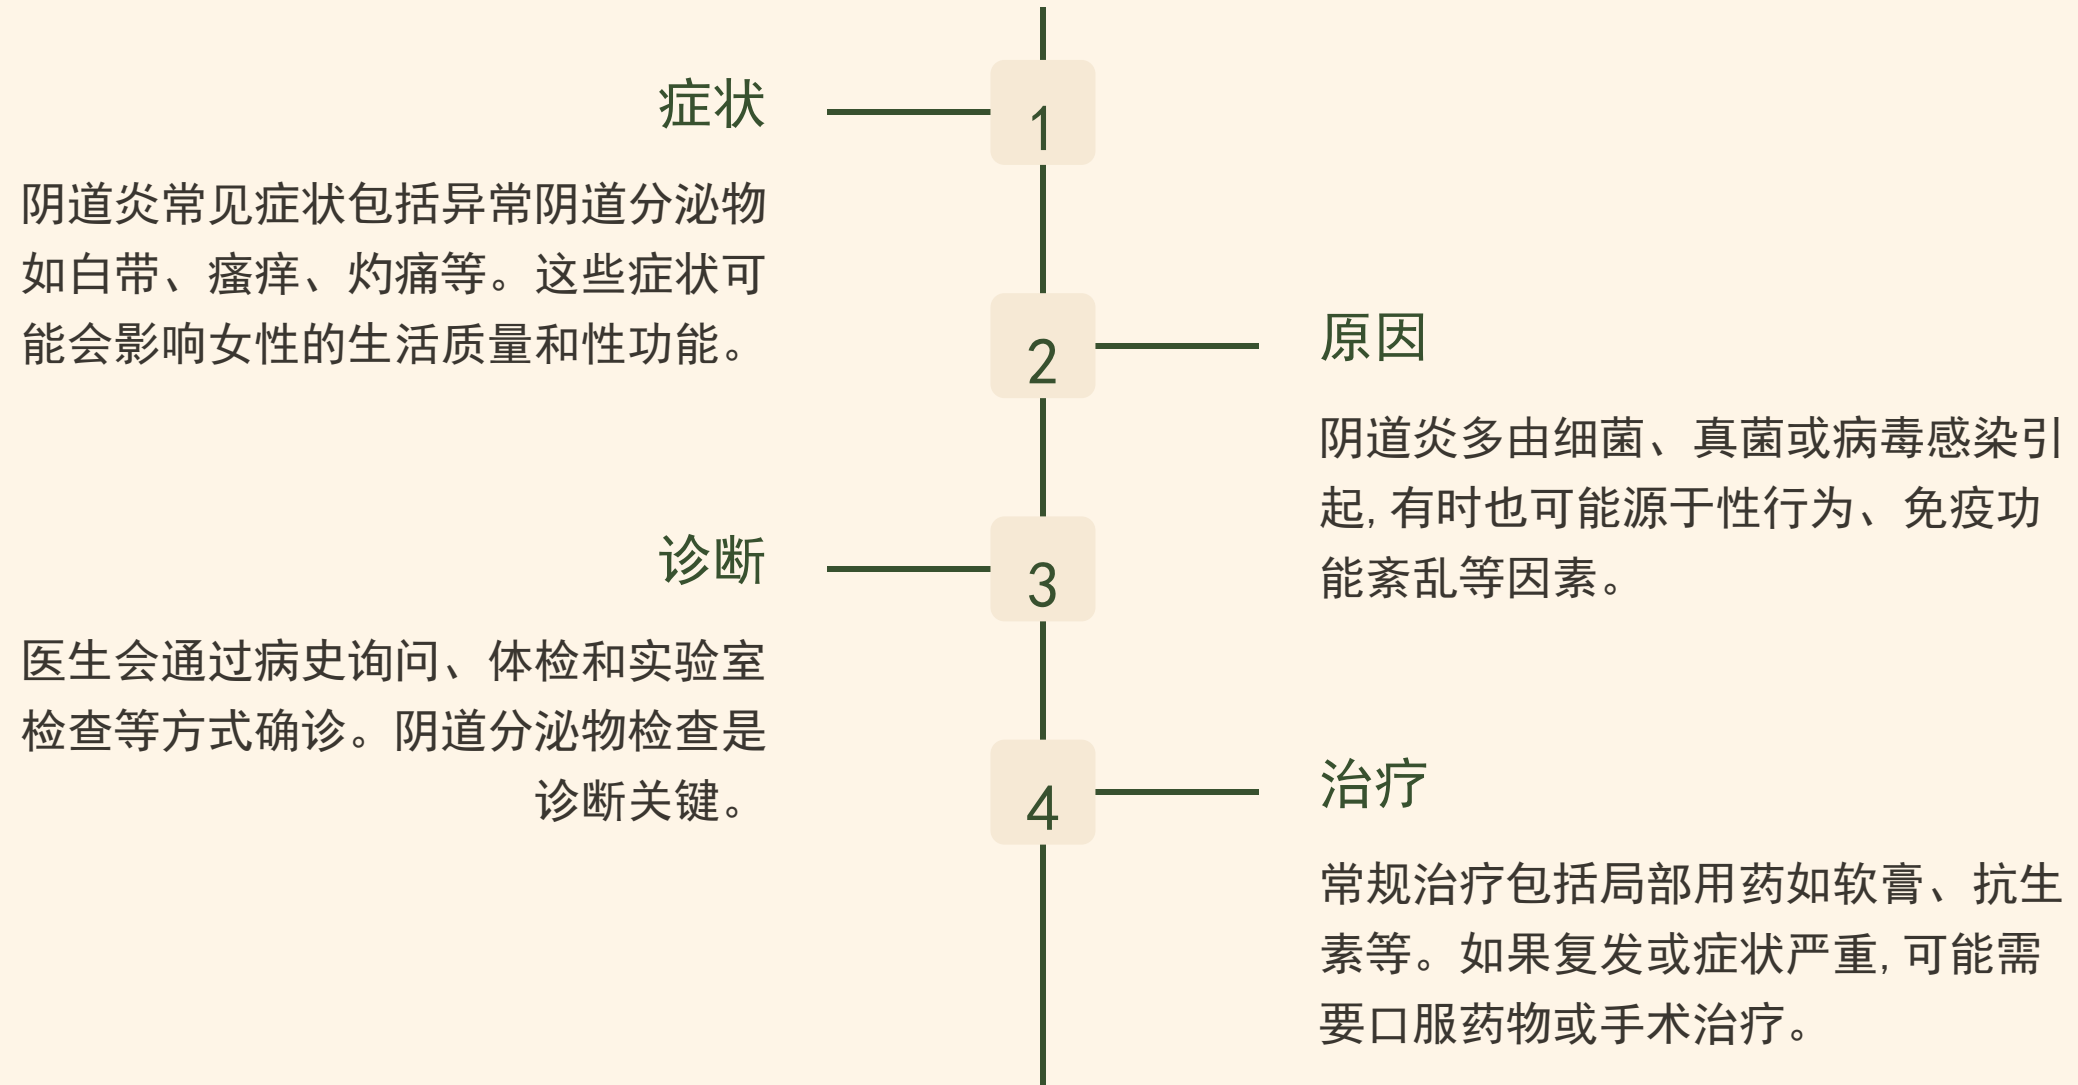 症状
1
阴道炎常见症状包括异常阴道分泌物
如白带、瘙痒、灼痛等。这些症状可
能会影响女性的生活质量和性功能。
2
原因
阴道炎多由细菌、真菌或病毒感染引
起, 有时也可能源于性行为、免疫功
能紊乱等因素。
诊断
3
医生会通过病史询问、体检和实验室
检查等方式确诊。阴道分泌物检查是
诊断关键。
4
治疗
常规治疗包括局部用药如软膏、抗生
素等。如果复发或症状严重, 可能需
要口服药物或手术治疗。